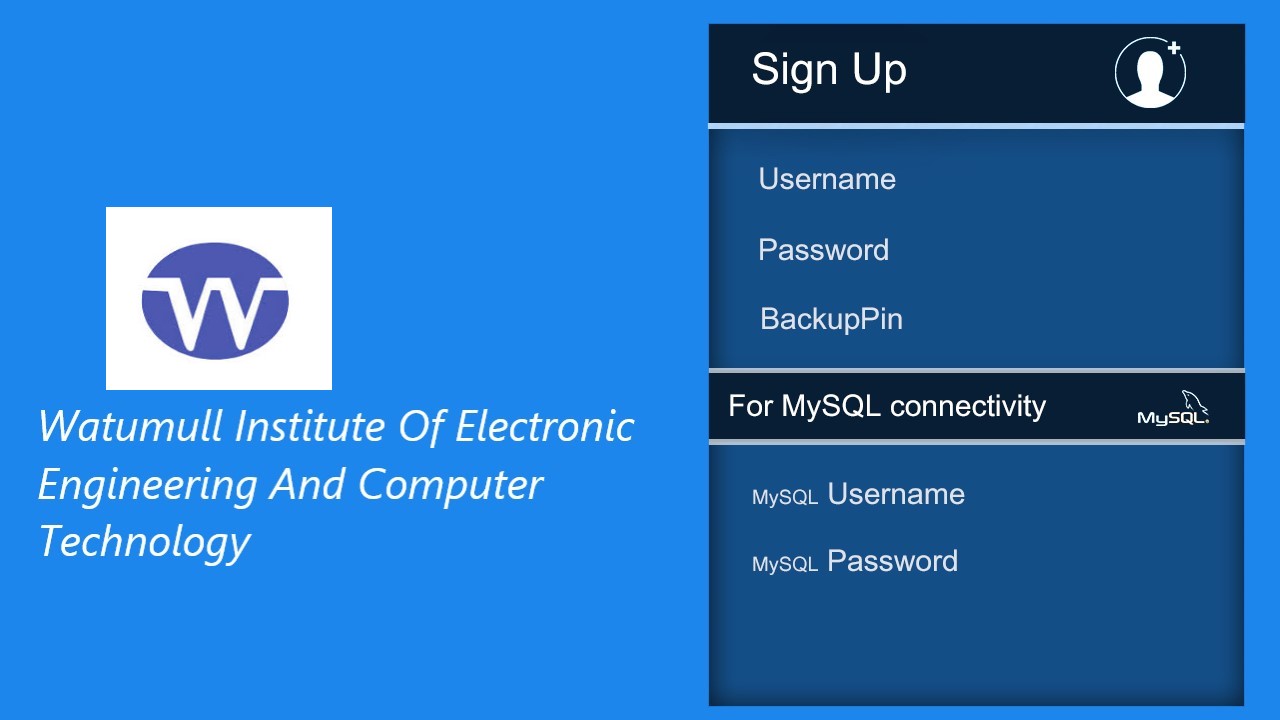 W
Watumull Institute Of Electronic
Engineering And Computer
Technology
Sign Up
Username
Password
BackupPin
For MySQL connectivity
MySQL
MySQL Username
MySQL Password